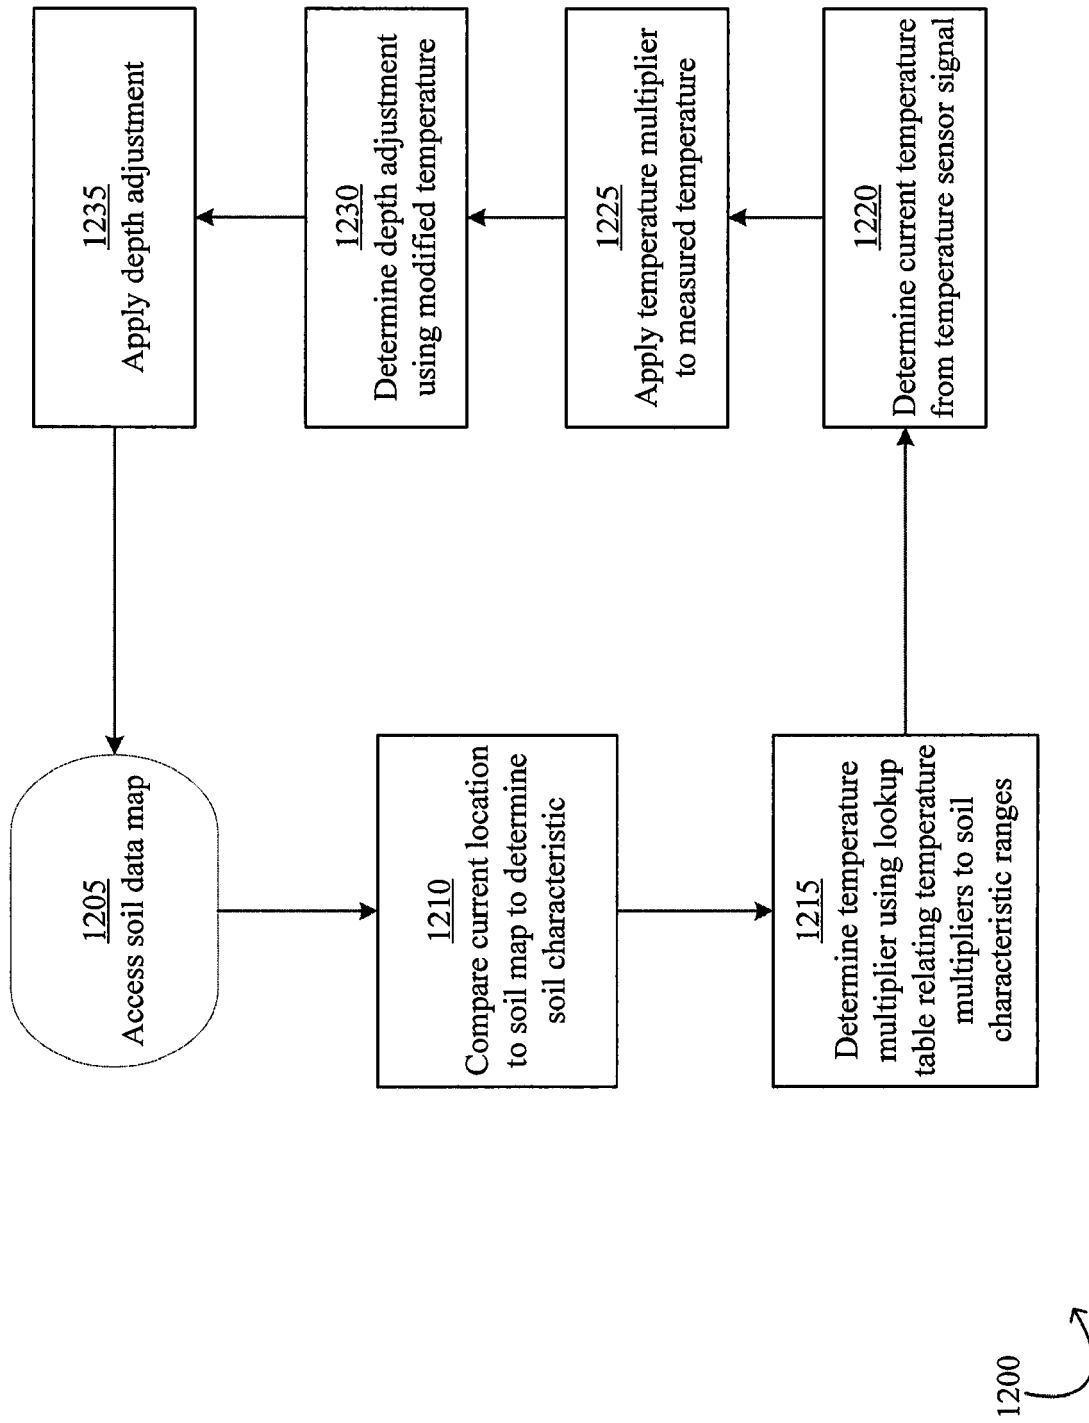 1200
1205
Access soil data map
1210
Compare current location
to soil map to determine
soil characteristic
1215
Determine temperature
multiplier using lookup
table relating temperature
multipliers to soil
characteristic ranges
1220
Determine current temperature
from temperature sensor signal
1225
Apply temperature multiplier
to measured temperature
1230
Determine depth adjustment
using modified temperature
1235
Apply depth adjustment